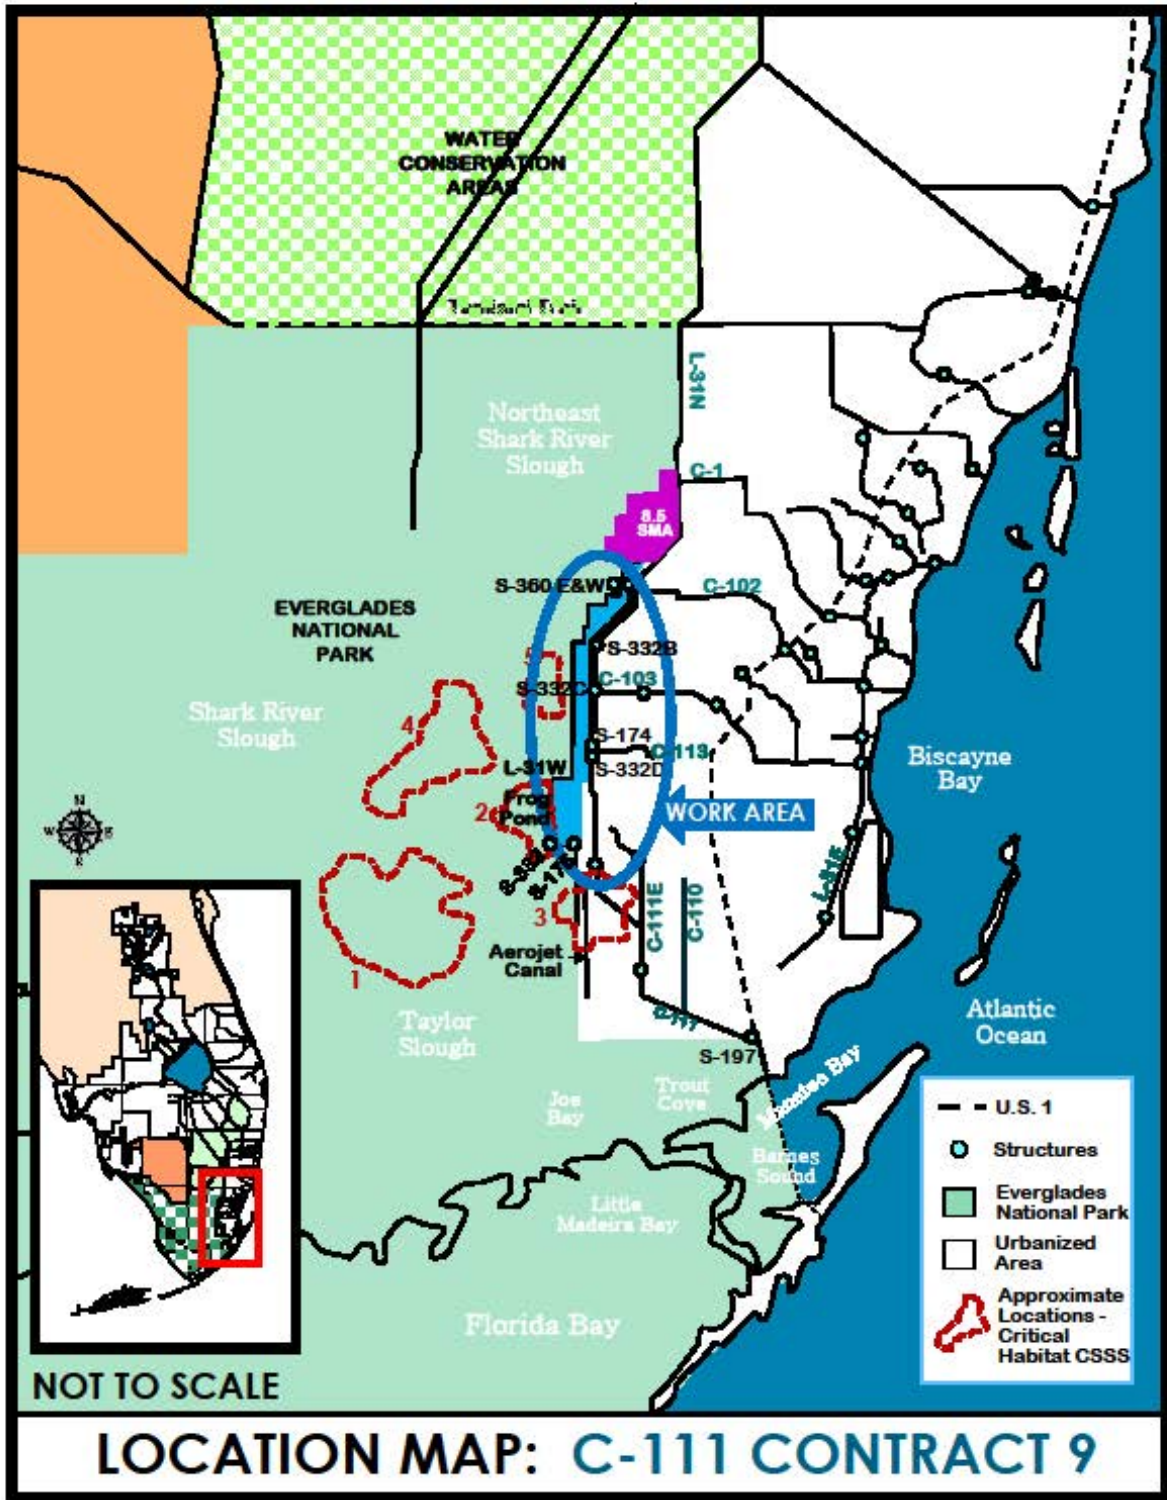 WATER
CONSERVATION
AREAS
L-31N
Northeast
Shark River
Slough
C-1
8.5
SMA
S-360 E&W
C-102
EVERGLADES
NATIONAL
PARK
S-332B
5
S-332C
C-103
Shark River
Slough
4
S-174
C-113
L-31W
S-332D
Biscayne
Bay
Frog
Pond
2
WORK AREA
N
W
E
L-31E
3
C-111E
C-110
Aerojet
Canal
1
Taylor
Slough
S-197
Atlantic
Ocean
Manatee Bay
Joe
Bay
Trout
Cove
Barnes
Sound
Little
Madeira Bay
Florida Bay
U.S. 1
Structures
Everglades
National Park
Urbanized
Area
Approximate
Locations -
Critical
Habitat CSSS
NOT TO SCALE
LOCATION MAP: C-111 CONTRACT 9